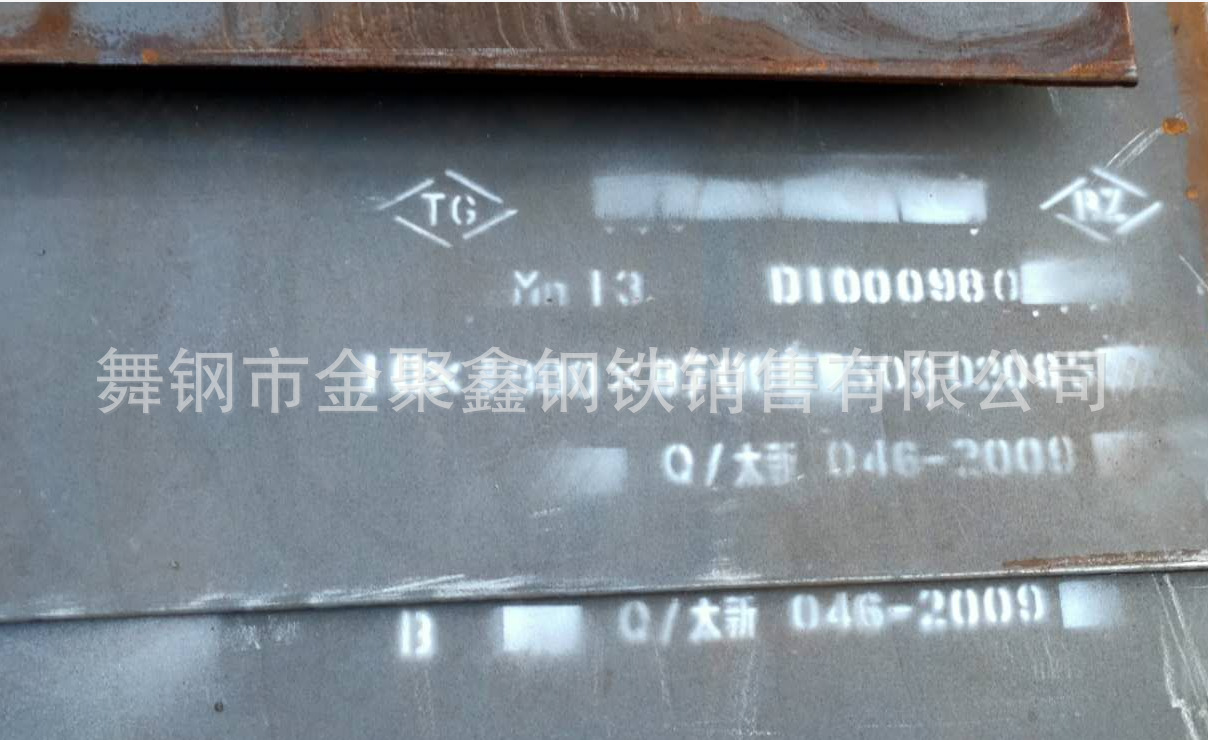 TG RZ
Mn13 D1000980
舞钢市金聚鑫钢铁销售有限公司
Q/太新 046-2009
B Q/太新 046-2009